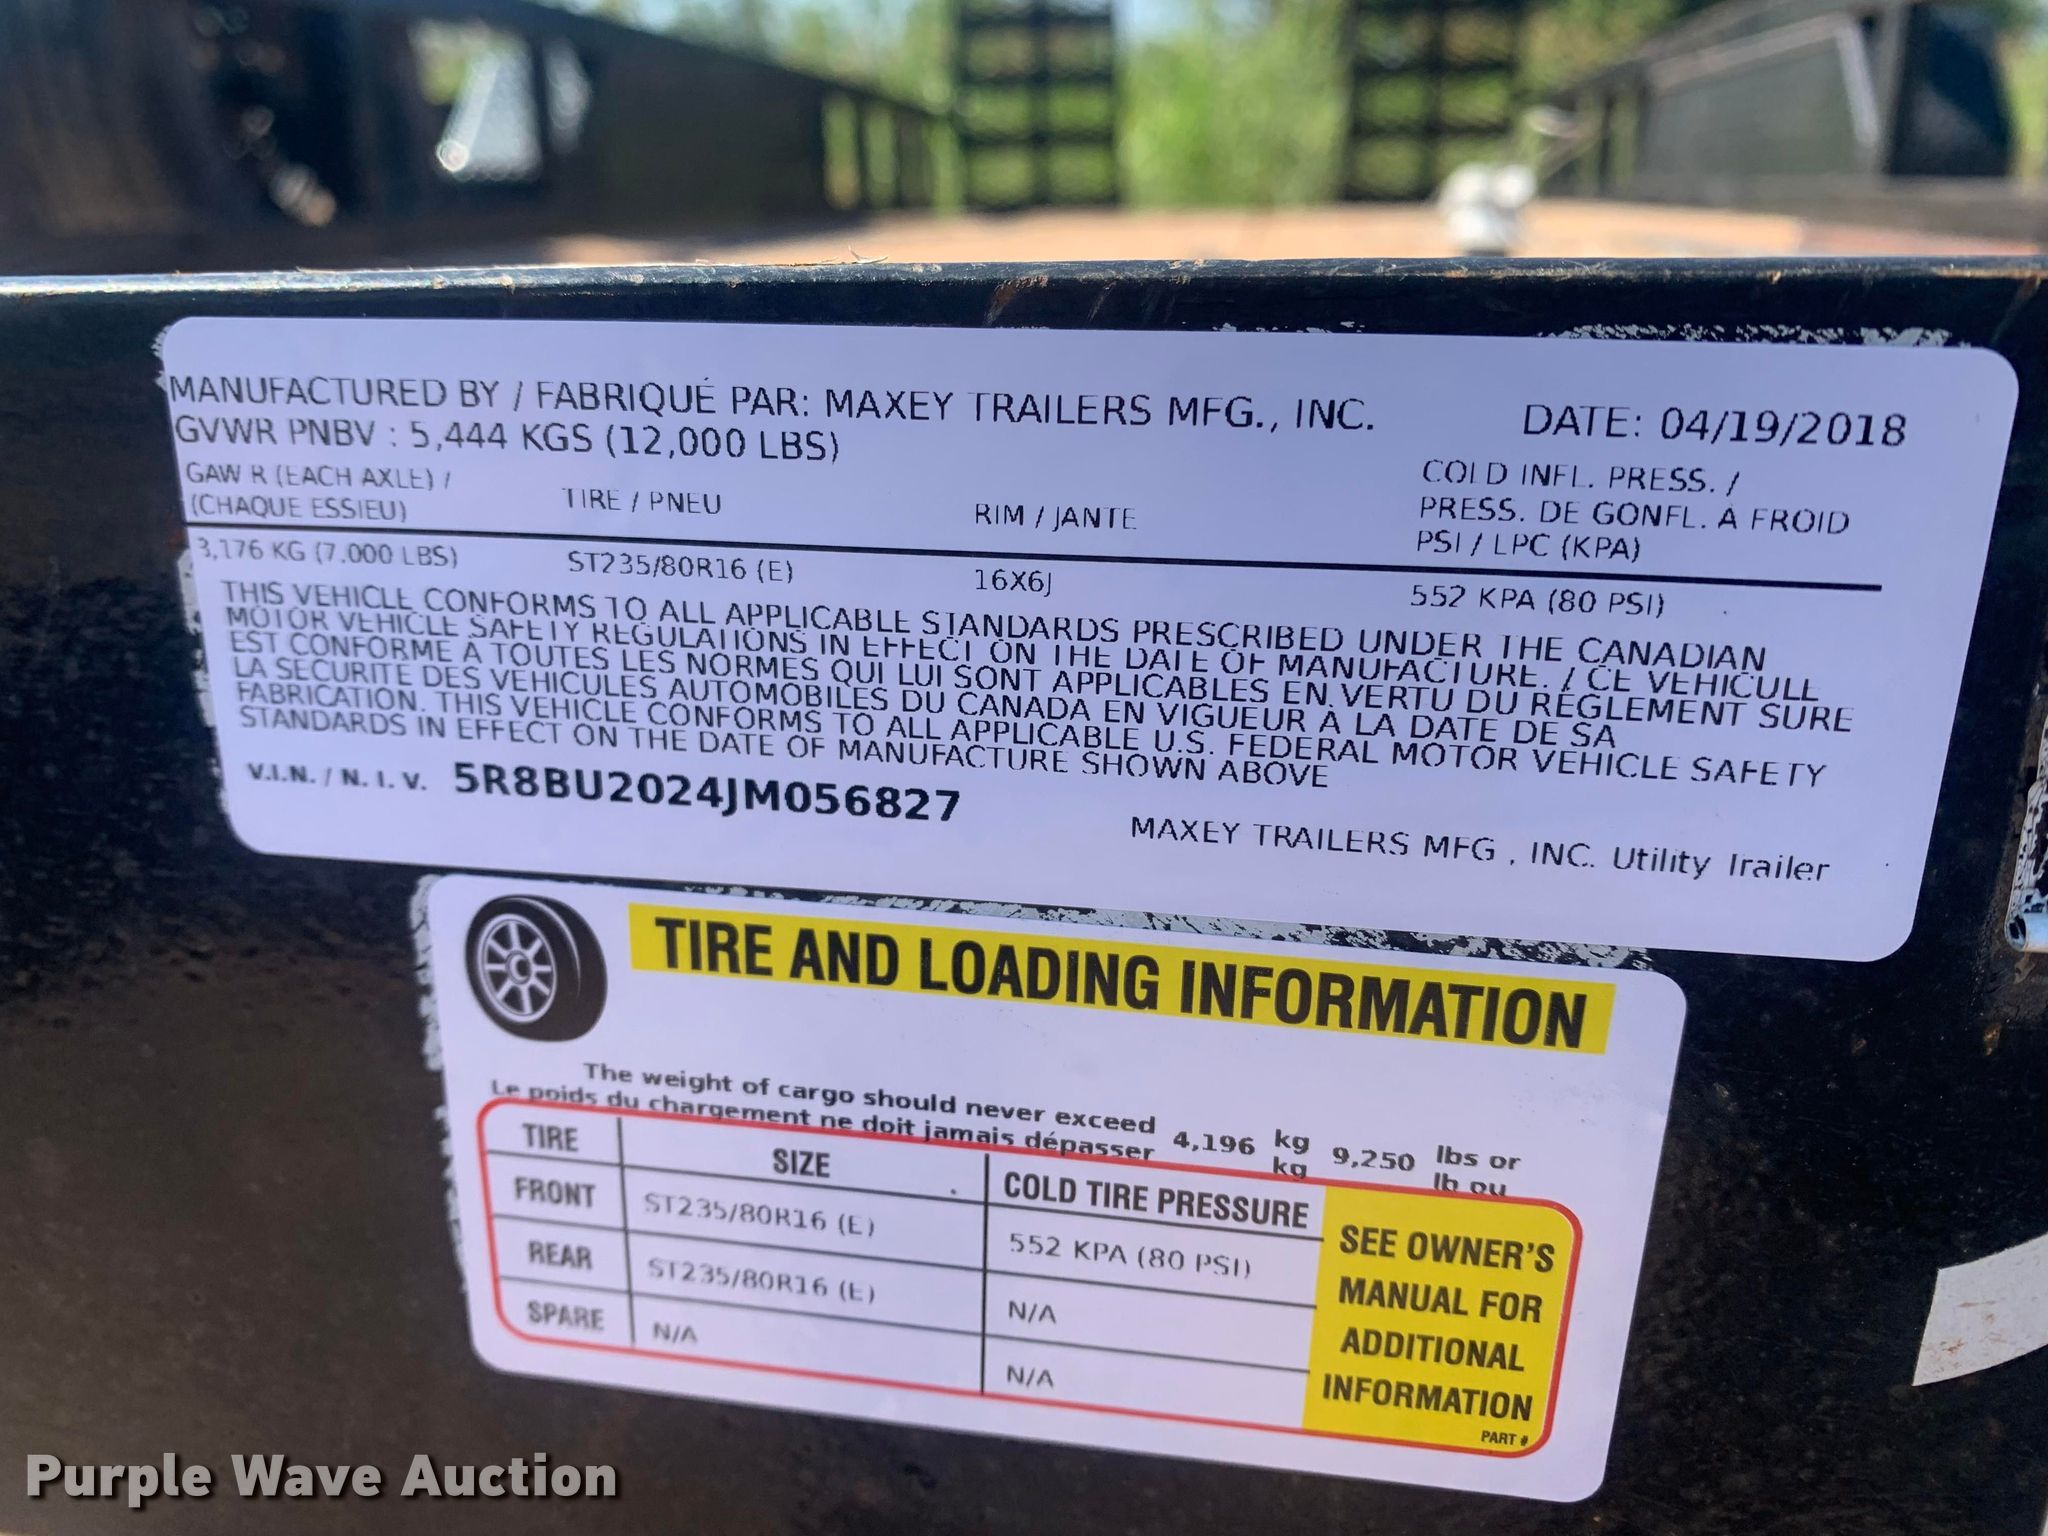 MANUFACTURED BY / FABRIQUÉ PAR: MAXEY TRAILERS MFG., INC. DATE: 04/19/2018
GVWR PNBV : 5,444 KGS (12,000 LBS)
GAW R (EACH AXLE) / (CHAQUE ESSIEU)
TIRE / PNEU
RIM / JANTE
COLD INFL. PRESS. /
PRESS. DE GONFL. À FROID
PSI / LPC (KPA)
3,176 KG (7.000 LBS) ST235/80R16 (E) 16X6J 552 KPA (80 PSI)
THIS VEHICLE CONFORMS TO ALL APPLICABLE STANDARDS PRESCRIBED UNDER THE CANADIAN
MOTOR VEHICLE SAFETY REGULATIONS IN EFFECT ON THE DATE OF MANUFACTURE. / CE VEHICULE
EST CONFORME A TOUTES LES NORMES QUI LUI SONT APPLICABLES EN VERTU DU RÉGLEMENT SURE
LA SECURITE DES VEHICULES AUTOMOBILES DU CANADA EN VIGUEUR A LA DATE DE SA
FABRICATION. THIS VEHICLE CONFORMS TO ALL APPLICABLE U.S. FEDERAL MOTOR VEHICLE SAFETY
STANDARDS IN EFFECT ON THE DATE OF MANUFACTURE SHOWN ABOVE
V.I.N. / N. I. V. 5R8BU2024JM056827
MAXEY TRAILERS MFG , INC. Utility Trailer
TIRE AND LOADING INFORMATION
The weight of cargo should never exceed
Le poids du chargement ne doit jamais dépasser
4,196 kg 9,250 lbs or
kg lb ou
TIRE SIZE COLD TIRE PRESSURE
FRONT ST235/80R16 (E) 552 KPA (80 PSI)
REAR ST235/80R16 (E) N/A
SPARE N/A N/A
SEE OWNER'S
MANUAL FOR
ADDITIONAL
INFORMATION
PART #
Purple Wave Auction